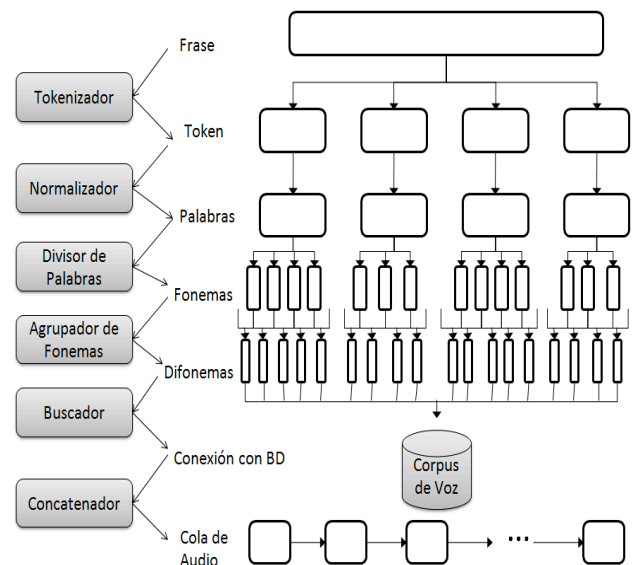 Frase
Tokenizador
Token
Normalizador
Palabras
Divisor de
Palabras
Fonemas
Agrupador de
Fonemas
Difonemas
Buscador
Conexión con BD
Corpus
de Voz
Concatenador
Cola de
Audio
...